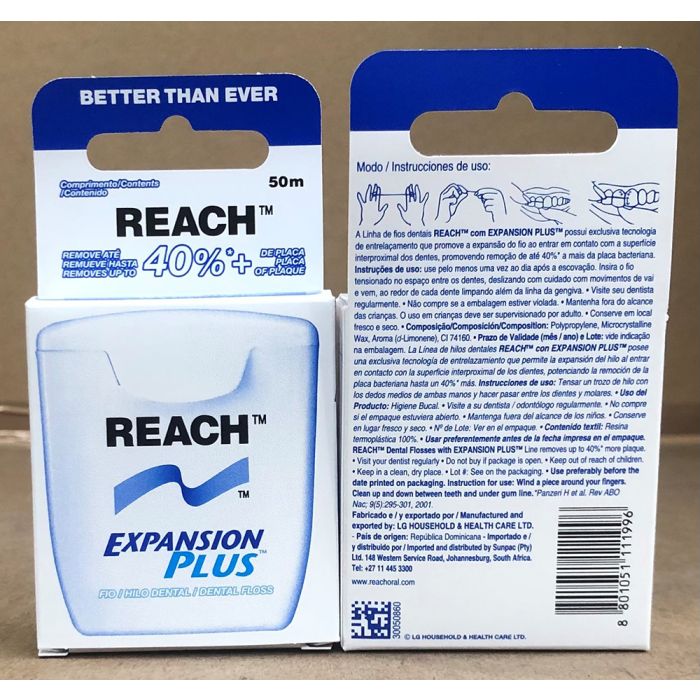 BETTER THAN EVER
Comprimento/Contents
/Contenido
50m
REACH™
REMOVE ATÉ
REMUEVE HASTA
REMOVES UP TO
40%*+
DE PLACA
PLACA
OF PLAQUE
REACH™
™
EXPANSION
PLUS™
FIO / HILO DENTAL / DENTAL FLOSS
Modo / Instrucciones de uso:
A Linha de fios dentais REACH™ com EXPANSION PLUS™ possui exclusiva tecnologia
de entrelaçamento que promove a expansão do fio ao entrar em contato com a superfície
interproximal dos dentes, promovendo remoção de até 40%* a mais da placa bacteriana.
Instruções de uso: use pelo menos uma vez ao dia após a escovação. Insira o fio
tensionado no espaço entre os dentes, deslizando com cuidado com movimentos de vai
e vem, ao redor de cada dente limpando além da linha da gengiva. • Visite seu dentista
regularmente. • Não compre se a embalagem estiver violada. • Mantenha fora do alcance
das crianças. O uso em crianças deve ser supervisionado por adulto. • Conserve em local
fresco e seco. • Composição/Composición/Composition: Polypropylene, Microcrystalline
Wax, Aroma (d-Limonene), CI 74160. • Prazo de Validade (mês / ano) e Lote: vide indicação
na embalagem. La Línea de hilos dentales REACH™ con EXPANSION PLUS™ posee
una exclusiva tecnología de entrelazamiento que permite la expansión del hilo al entrar
en contacto con la superficie interproximal de los dientes, potenciando la remoción de la
placa bacteriana hasta un 40%* más. Instrucciones de uso: Tensar un trozo de hilo con
los dedos medios de ambas manos y hacer pasar entre los dientes y molares. • Uso del
Producto: Higiene Bucal. • Visite a su dentista / odontólogo regularmente. • No compre
si el empaque estuviera abierto. • Mantenga fuera del alcance de los niños. • Conserve
en lugar fresco y seco. • Nº de Lote: Ver en el empaque. • Contenido textil: Resina
termoplástica 100%. • Usar preferentemente antes de la fecha impresa en el empaque.
REACH™ Dental Flosses with EXPANSION PLUS™ Line removes up to 40%* more plaque.
• Visit your dentist regularly • Do not buy if package is open. • Keep out of reach of children.
• Keep in a clean, dry place. • Lot #: See on the packaging. • Use preferably before the
date printed on packaging. Instruction for use: Wind a piece around your fingers.
Clean up and down between teeth and under gum line. *Panzeri H et al. Rev ABO
Nac; 9(5):295-301, 2001.
Fabricado e / y exportado por / Manufactured and
exported by: LG HOUSEHOLD & HEALTH CARE LTD.
- País de origen: República Dominicana - Importado e /
y distribuido por / Imported and distributed by Sunpac (Pty)
Ltd. 148 Western Service Road, Johannesburg, South Africa.
Tel: +27 11 445 3300
www.reachoral.com
30050860
© LG HOUSEHOLD & HEALTH CARE LTD.
8 801051 111996